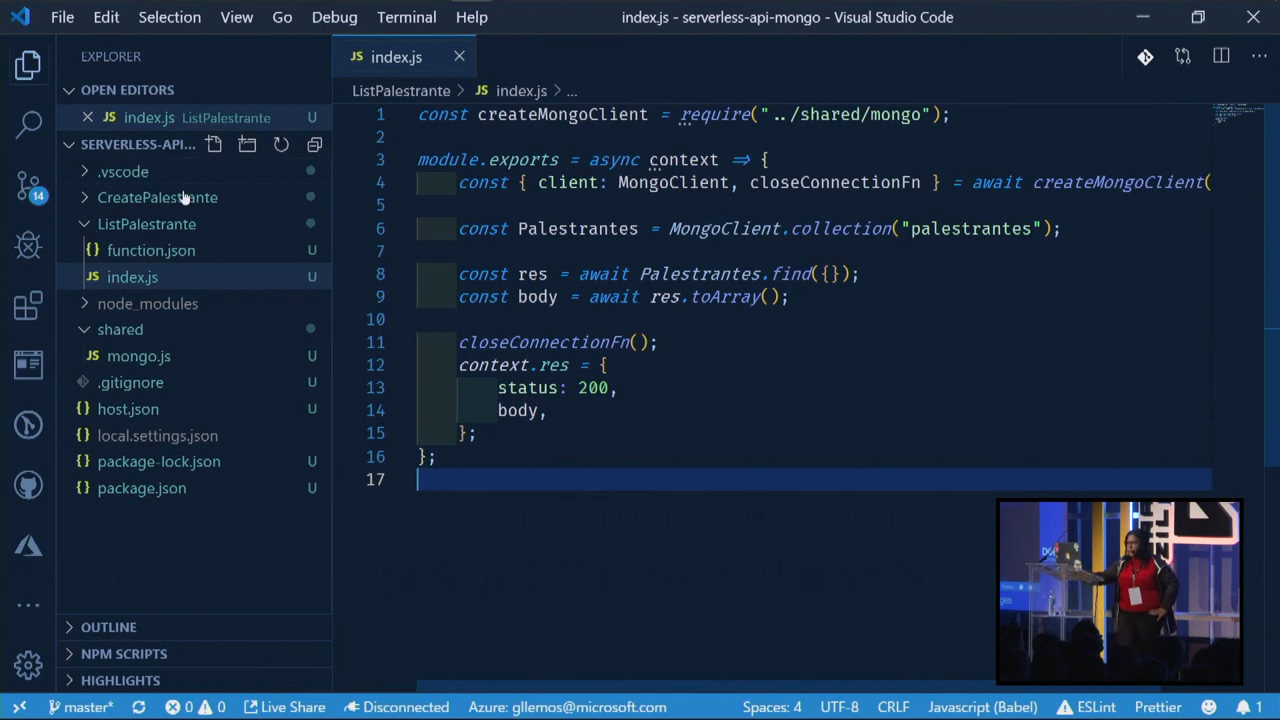 File Edit Selection View Go Debug Terminal Help
index.js - serverless-api-mongo - Visual Studio Code
EXPLORER
OPEN EDITORS
JS index.js ListPalestrante U
SERVERLESS-API...
.vscode
CreatePalestrante
ListPalestrante
{} function.json U
JS index.js U
node_modules
shared
JS mongo.js U
.gitignore U
{} host.json U
{} local.settings.json
{} package-lock.json U
{} package.json U
OUTLINE
NPM SCRIPTS
HIGHLIGHTS
14
JS index.js
ListPalestrante > JS index.js > ...
1 const createMongoClient = require("../shared/mongo");
2
3 module.exports = async context => {
4 const { client: MongoClient, closeConnectionFn } = await createMongoClient(
5
6 const Palestrantes = MongoClient.collection("palestrantes");
7
8 const res = await Palestrantes.find({});
9 const body = await res.toArray();
10
11 closeConnectionFn();
12 context.res = {
13 status: 200,
14 body,
15 };
16 };
17
master* 0 0 Live Share Disconnected Azure: gllemos@microsoft.com Spaces: 4 UTF-8 CRLF Javascript (Babel) ESLint Prettier 1